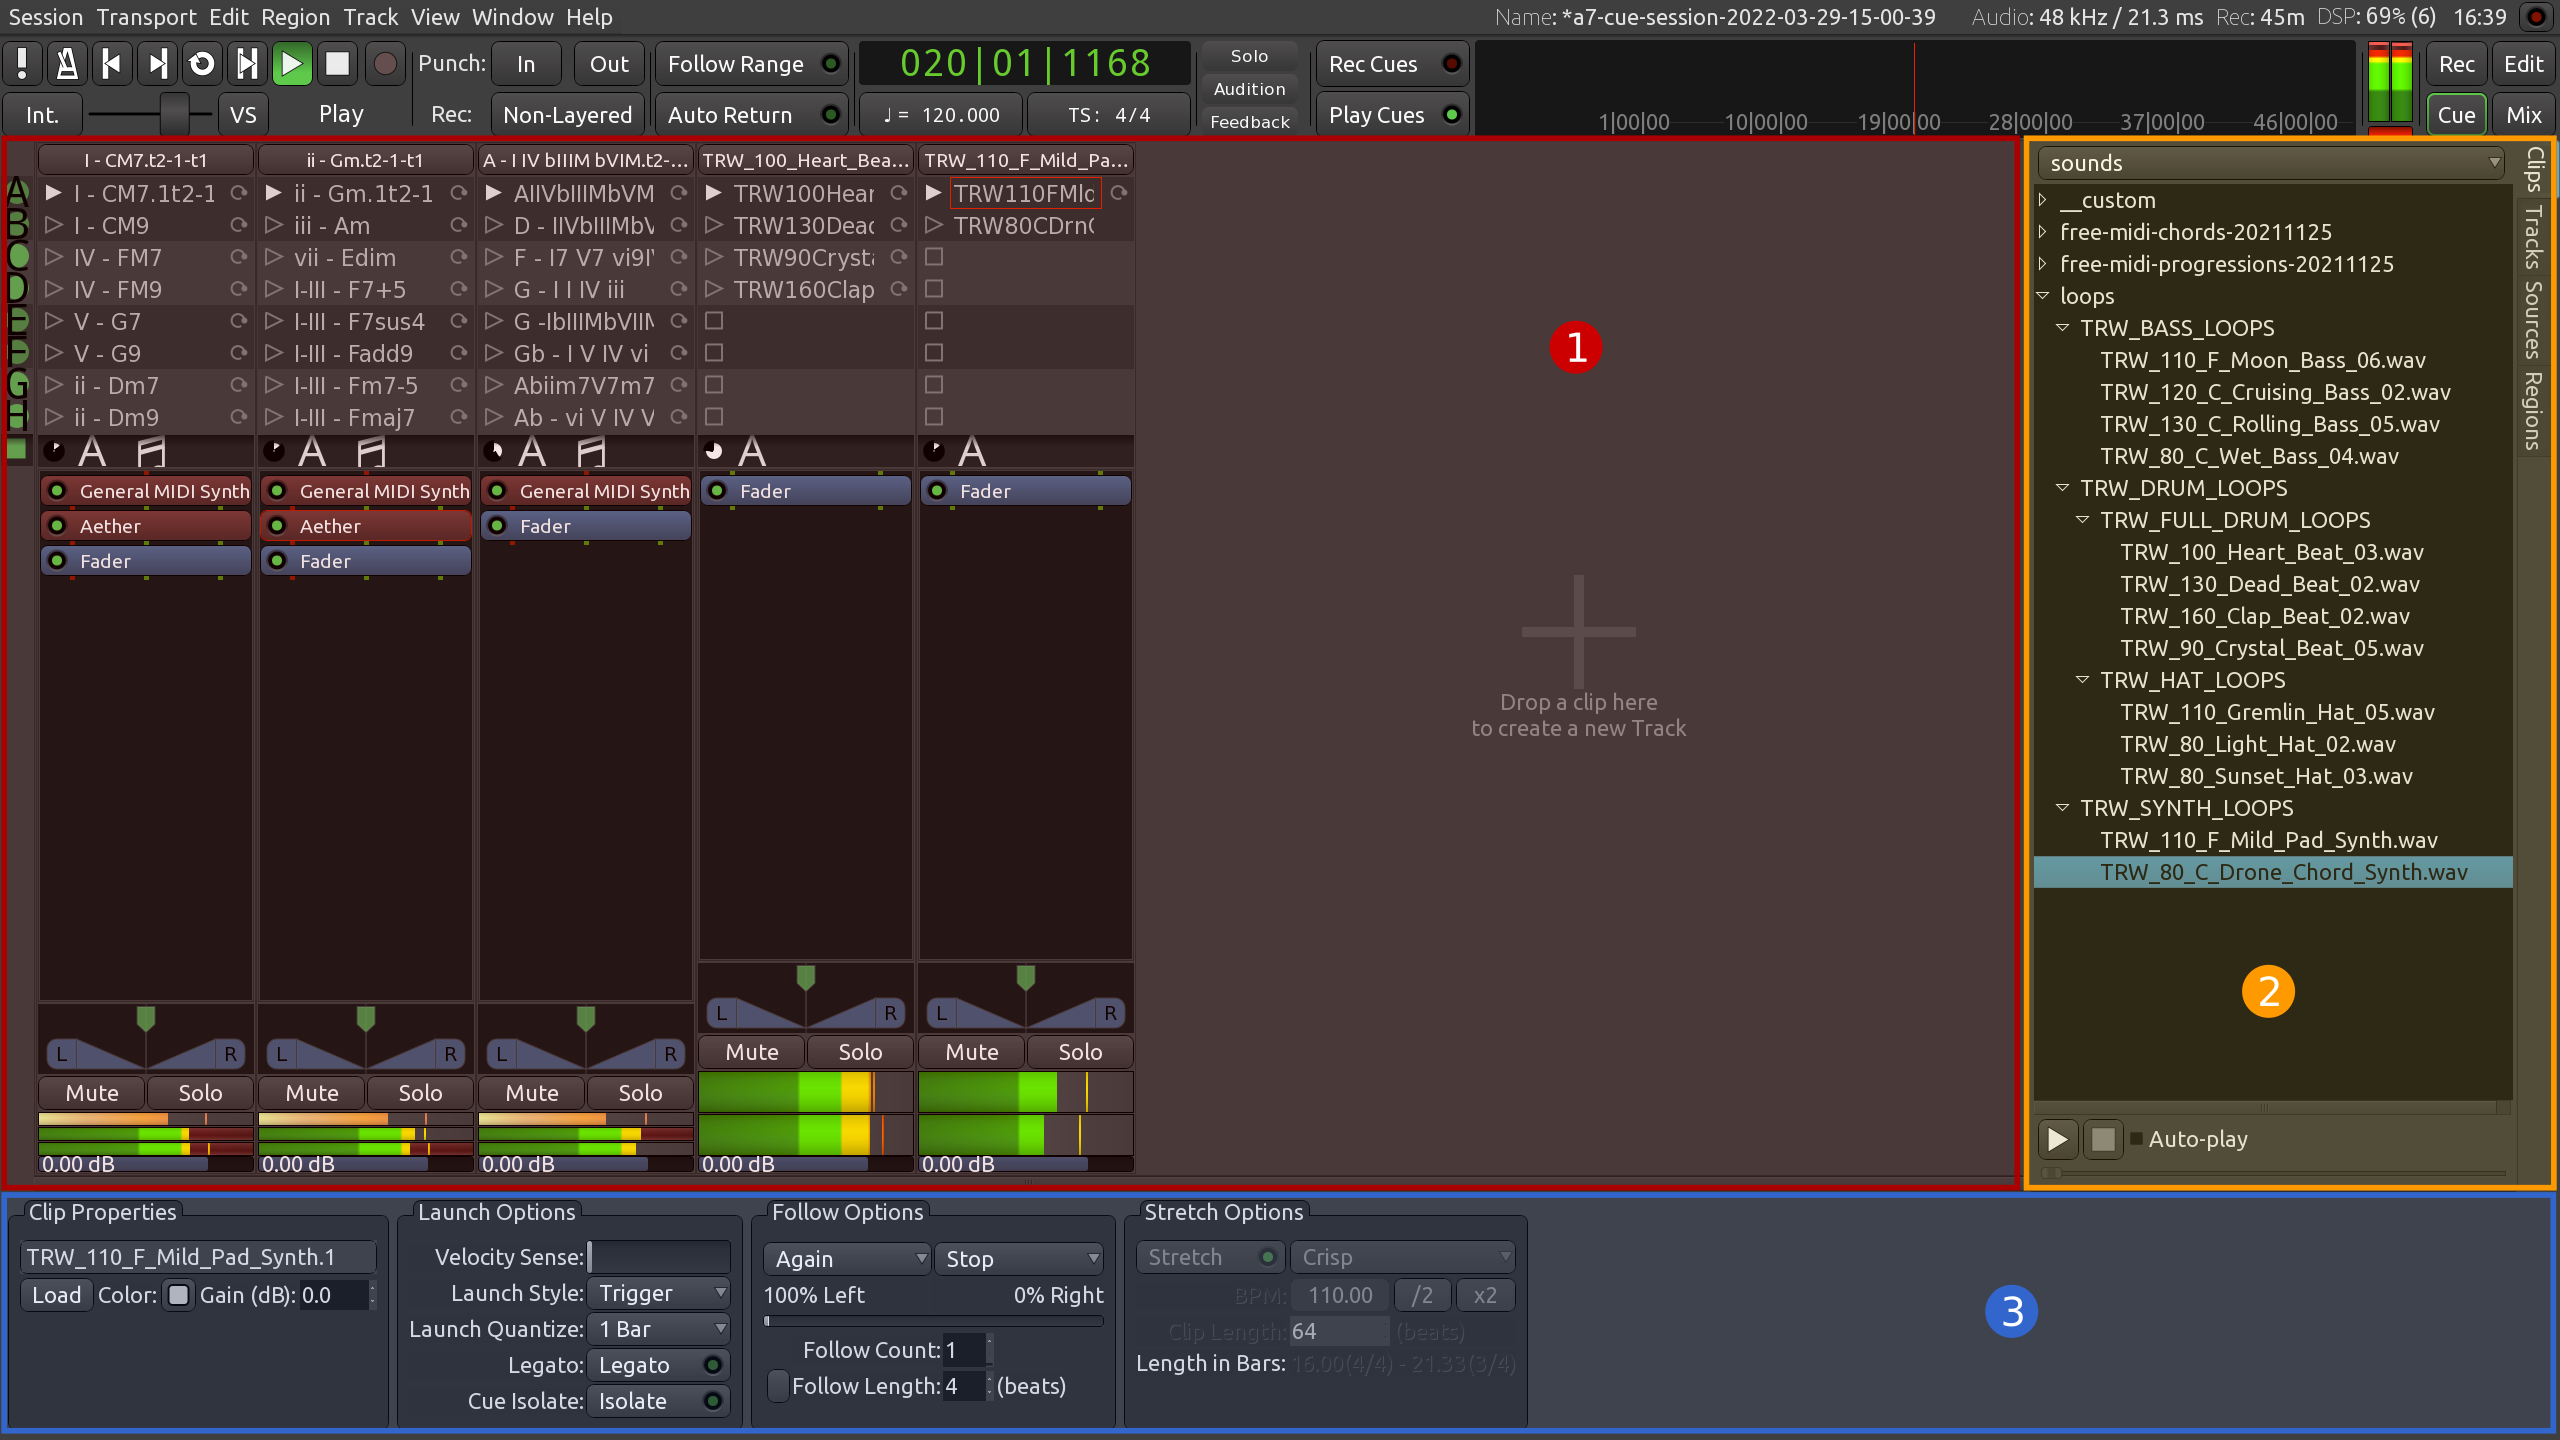 Session Transport Edit Region Track View Window Help
Name: *a7-cue-session-2022-03-29-15-00-39 Audio: 48 kHz / 21.3 ms Rec: 45m DSP: 69% (6) 16:39
! Punch: In Out Follow Range 020|01|1168 Solo Rec Cues Rec Edit
Audition
Int. VS Play Rec: Non-Layered Auto Return ♩ = 120.000 TS: 4/4 Feedback Play Cues 1|00|00 10|00|00 19|00|00 28|00|00 37|00|00 46|00|00 Cue Mix
I - CM7.t2-1-t1 ii - Gm.t2-1-t1 A - I IV bIIIM bVIM.t2-... TRW_100_Heart_Bea... TRW_110_F_Mild_Pa...
A I - CM7.1t2-1 ii - Gm.1t2-1 AIIVbIIIMbVM TRW100Hear TRW110FMlc
B I - CM9 iii - Am D - IIVbIIIMbV TRW130Deac TRW80CDrn
C IV - FM7 vii - Edim F - I7 V7 vi9I TRW90Cryst
D IV - FM9 I-III - F7+5 G - I I IV iii TRW160Clap
E V - G7 I-III - F7sus4 G -IbIIIMbVII
F V - G9 I-III - Fadd9 Gb - I V IV vi
G ii - Dm7 I-III - Fm7-5 Abiim7V7m7
H ii - Dm9 I-III - Fmaj7 Ab - vi V IV V
A A A A A
General MIDI Synth General MIDI Synth General MIDI Synth Fader Fader
Aether Aether Fader
Fader Fader
1
Drop a clip here
to create a new Track
L R L R
L R L R L R
Mute Solo Mute Solo
Mute Solo Mute Solo Mute Solo
0.00 dB 0.00 dB 0.00 dB 0.00 dB 0.00 dB
sounds
__custom
free-midi-chords-20211125
free-midi-progressions-20211125
loops
TRW_BASS_LOOPS
TRW_110_F_Moon_Bass_06.wav
TRW_120_C_Cruising_Bass_02.wav
TRW_130_C_Rolling_Bass_05.wav
TRW_80_C_Wet_Bass_04.wav
TRW_DRUM_LOOPS
TRW_FULL_DRUM_LOOPS
TRW_100_Heart_Beat_03.wav
TRW_130_Dead_Beat_02.wav
TRW_160_Clap_Beat_02.wav
TRW_90_Crystal_Beat_05.wav
TRW_HAT_LOOPS
TRW_110_Gremlin_Hat_05.wav
TRW_80_Light_Hat_02.wav
TRW_80_Sunset_Hat_03.wav
TRW_SYNTH_LOOPS
TRW_110_F_Mild_Pad_Synth.wav
TRW_80_C_Drone_Chord_Synth.wav
2
Auto-play
Clips
Tracks
Sources
Regions
Clip Properties
TRW_110_F_Mild_Pad_Synth.1
Load Color: Gain (dB): 0.0
Launch Options
Velocity Sense:
Launch Style: Trigger
Launch Quantize: 1 Bar
Legato: Legato
Cue Isolate: Isolate
Follow Options
Again Stop
100% Left 0% Right
Follow Count: 1
Follow Length: 4 (beats)
Stretch Options
Stretch Crisp
BPM: 110.00 /2 x2
Clip Length: 64 (beats)
Length in Bars: 16.00(4/4) - 21.33(3/4)
3